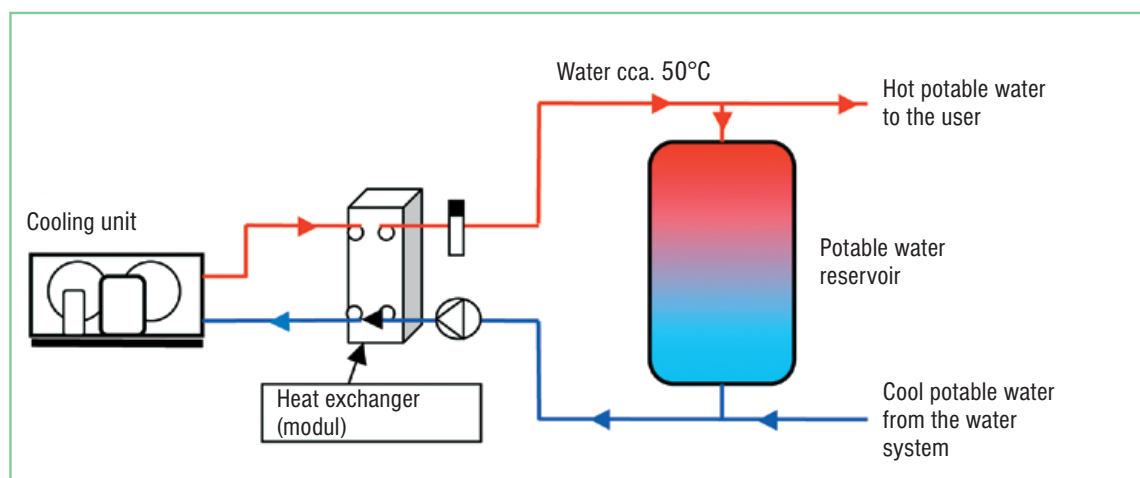 Water cca. 50°C
Hot potable water
to the user
Cooling unit
Potable water
reservoir
Heat exchanger
(modul)
Cool potable water
from the water
system